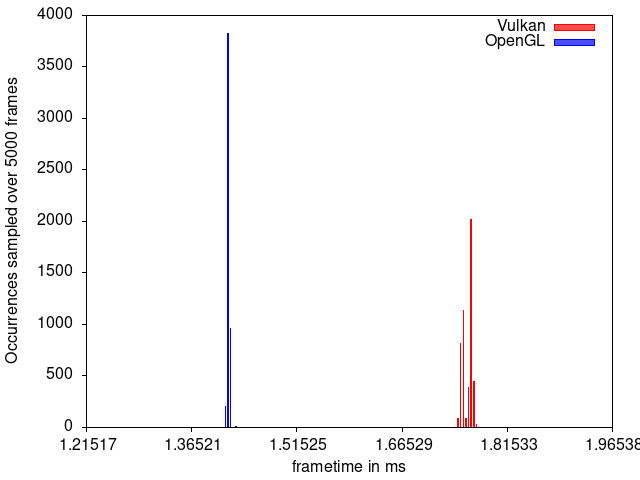 Vulkan
OpenGL
Occurrences sampled over 5000 frames
4000
3500
3000
2500
2000
1500
1000
500
0
1.21517 1.36521 1.51525 1.66529 1.81533 1.96538
frametime in ms